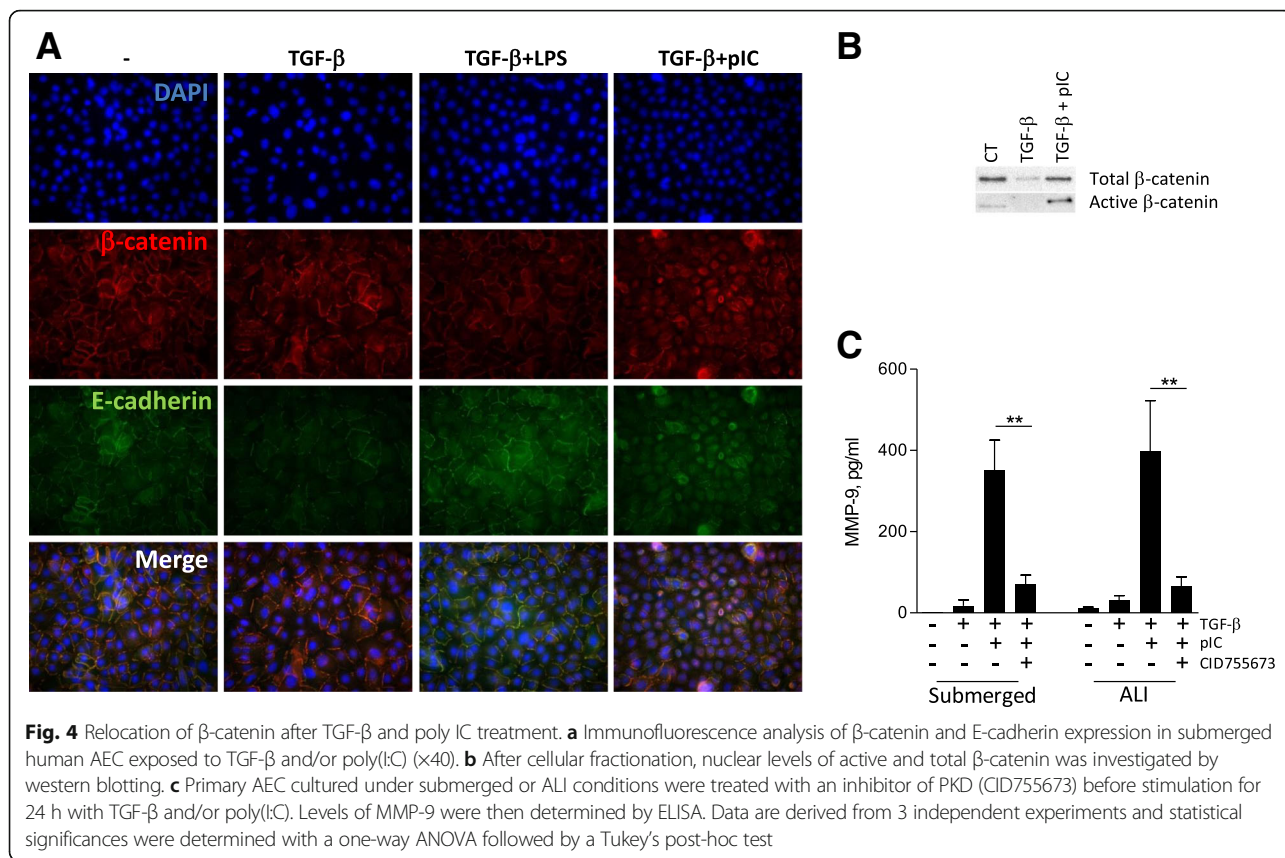 A
- TGF-β TGF-β+LPS TGF-β+pIC
DAPI
β-catenin
E-cadherin
Merge
B
CT TGF-β TGF-β + pIC
Total β-catenin
Active β-catenin
C
MMP-9, pg/ml
600
400
200
0
** **
- + + + - + + + TGF-β
- - + + - - + + pIC
- - - + - - - + CID755673
Submerged ALI
Fig. 4 Relocation of β-catenin after TGF-β and poly IC treatment. a Immunofluorescence analysis of β-catenin and E-cadherin expression in submerged
human AEC exposed to TGF-β and/or poly(I:C) (×40). b After cellular fractionation, nuclear levels of active and total β-catenin was investigated by
western blotting. c Primary AEC cultured under submerged or ALI conditions were treated with an inhibitor of PKD (CID755673) before stimulation for
24 h with TGF-β and/or poly(I:C). Levels of MMP-9 were then determined by ELISA. Data are derived from 3 independent experiments and statistical
significances were determined with a one-way ANOVA followed by a Tukey's post-hoc test